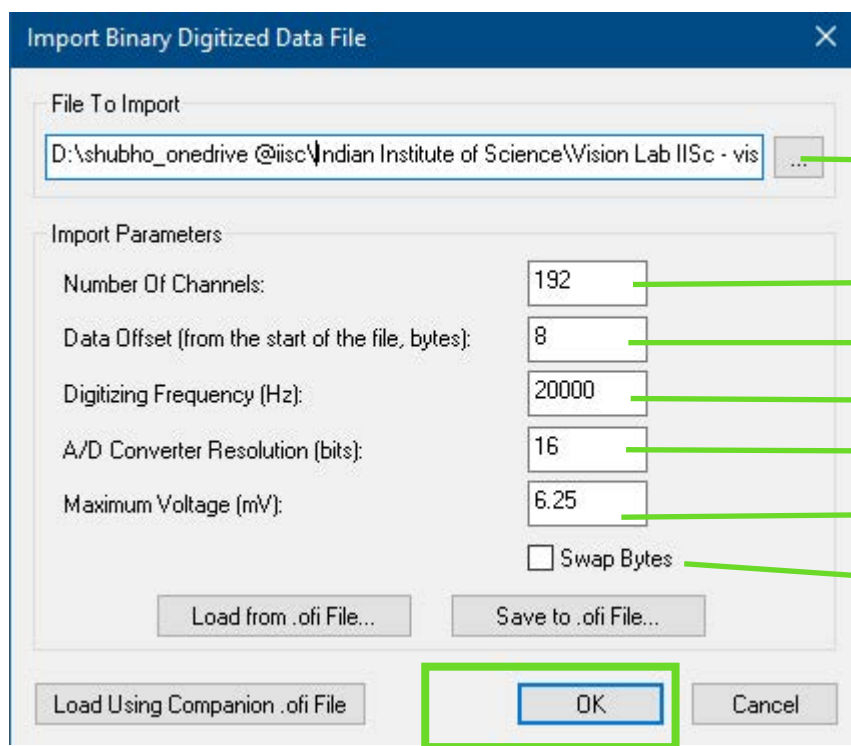 Import Binary Digitized Data File
File To Import
D:\shubho_onedrive @iisc\Indian Institute of Science\Vision Lab IISc - vis
...
Import Parameters
Number Of Channels: 192
Data Offset (from the start of the file, bytes): 8
Digitizing Frequency (Hz): 20000
A/D Converter Resolution (bits): 16
Maximum Voltage (mV): 6.25
Swap Bytes
Load from .ofi File... Save to .ofi File...
Load Using Companion .ofi File OK Cancel